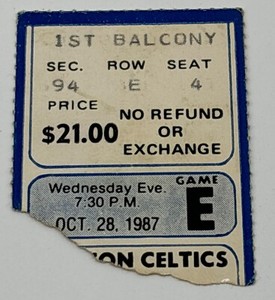 1ST BALCONY
SEC. ROW SEAT
94 E 4
PRICE
$21.00
NO REFUND
OR
EXCHANGE
Wednesday Eve.
7:30 P.M.
OCT. 28, 1987
GAME
E
ON CELTICS